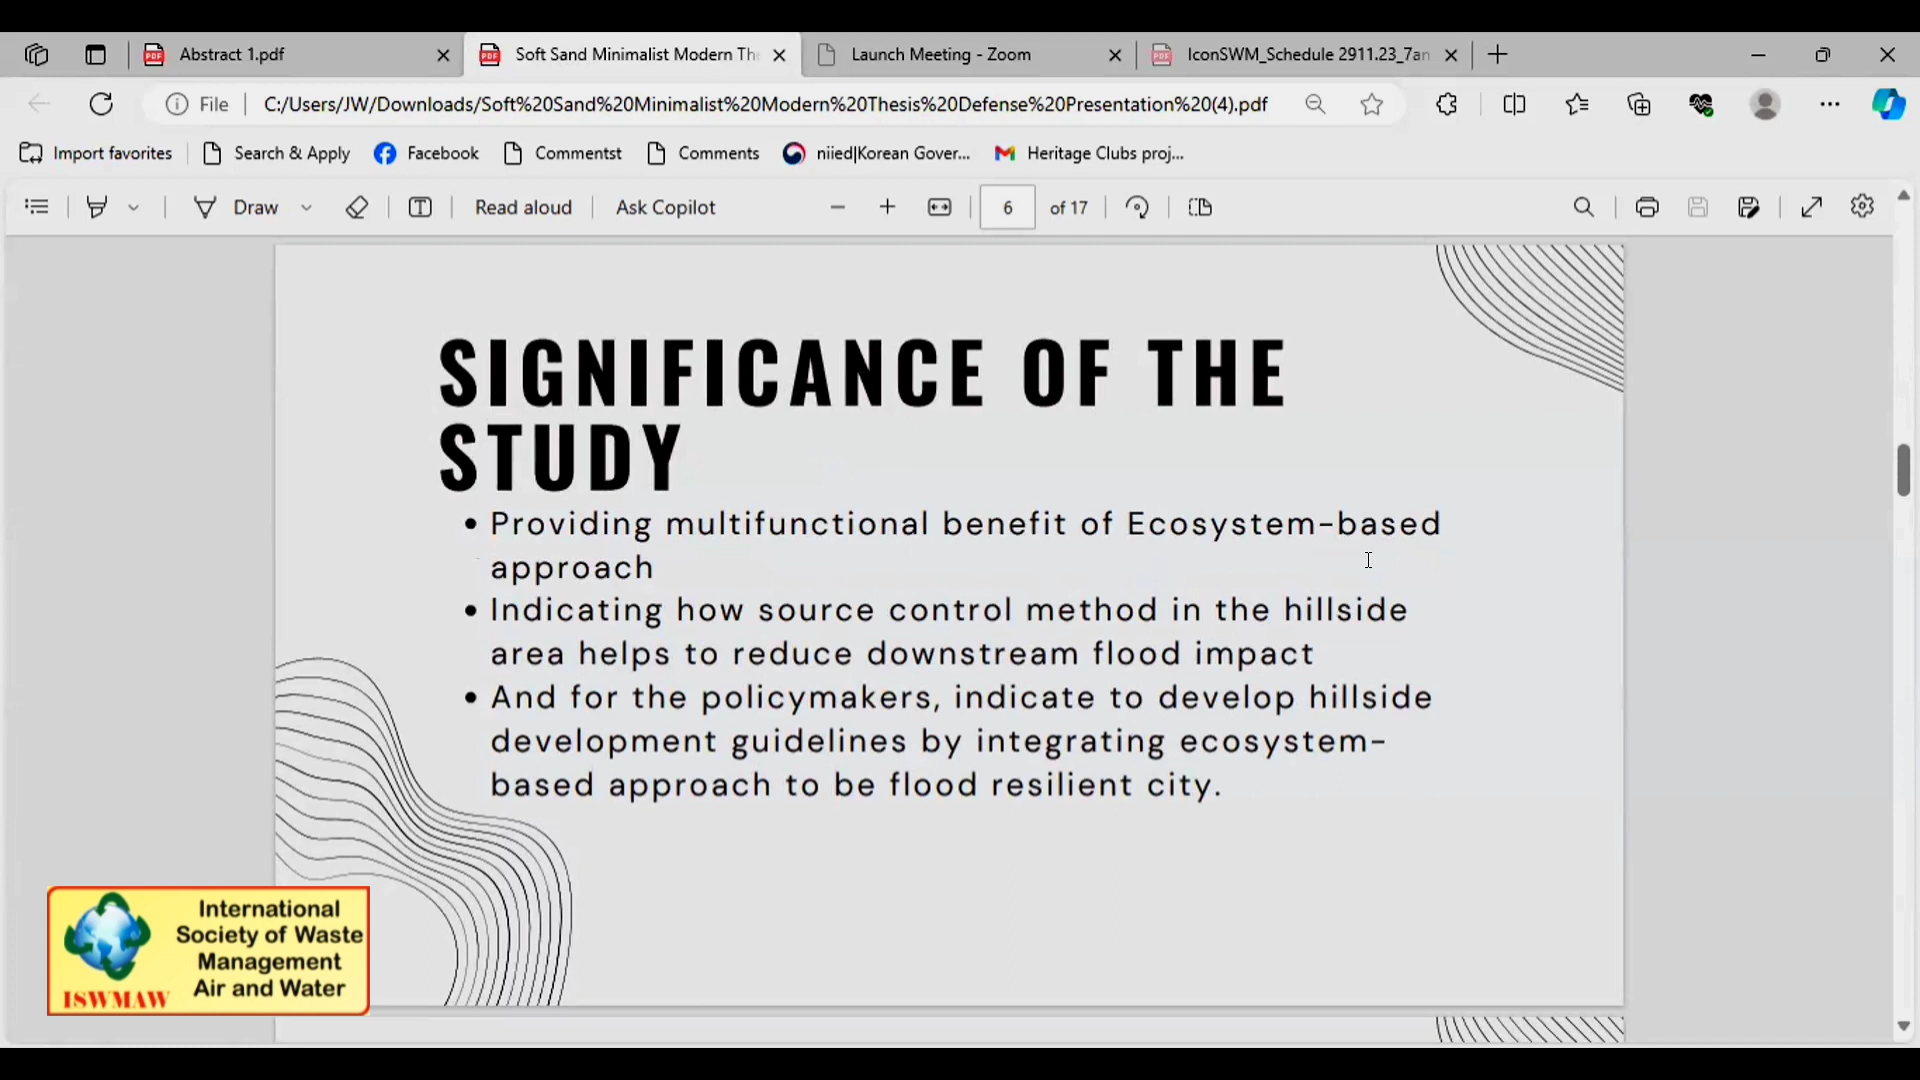 Abstract 1.pdf
Soft Sand Minimalist Modern The
Launch Meeting - Zoom
IconSWM_Schedule 2911.23_7am
File
C:/Users/JW/Downloads/Soft%20Sand%20Minimalist%20Modern%20Thesis%20Defense%20Presentation%20(4).pdf
Import favorites
Search & Apply
Facebook
Commentst
Comments
niied|Korean Gover...
Heritage Clubs proj...
Draw
Read aloud
Ask Copilot
6 of 17
SIGNIFICANCE OF THE
STUDY
• Providing multifunctional benefit of Ecosystem-based
approach
• Indicating how source control method in the hillside
area helps to reduce downstream flood impact
• And for the policymakers, indicate to develop hillside
development guidelines by integrating ecosystem-
based approach to be flood resilient city.
International
Society of Waste
Management
Air and Water
ISWMAW